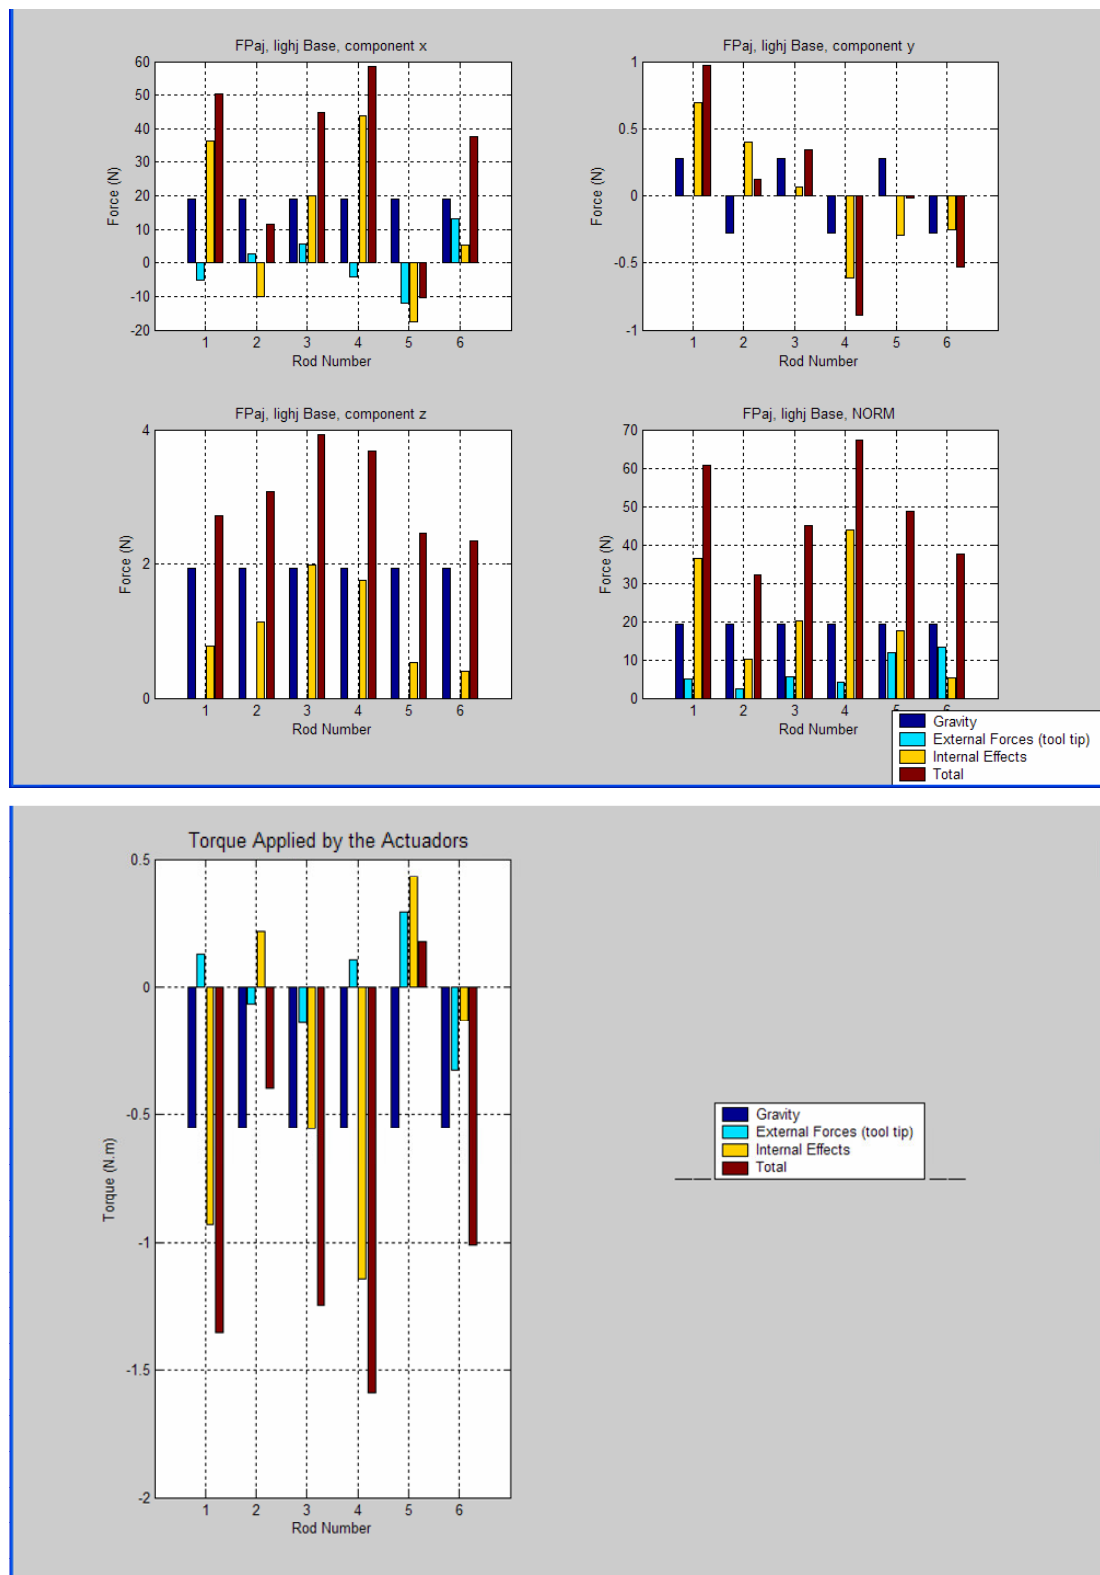 FPaj, lighj Base, component x
60
50
40
30
20
10
0
-10
-20
Force (N)
1 2 3 4 5 6
Rod Number
FPaj, lighj Base, component y
1
0.5
0
-0.5
-1
Force (N)
1 2 3 4 5 6
Rod Number
FPaj, lighj Base, component z
4
2
0
Force (N)
1 2 3 4 5 6
Rod Number
FPaj, lighj Base, NORM
70
60
50
40
30
20
10
0
Force (N)
1 2 3 4 5 6
Rod Number
Gravity
External Forces (tool tip)
Internal Effects
Total
Torque Applied by the Actuadors
0.5
0
-0.5
-1
-1.5
-2
Torque (N.m)
1 2 3 4 5 6
Rod Number
Gravity
External Forces (tool tip)
Internal Effects
Total